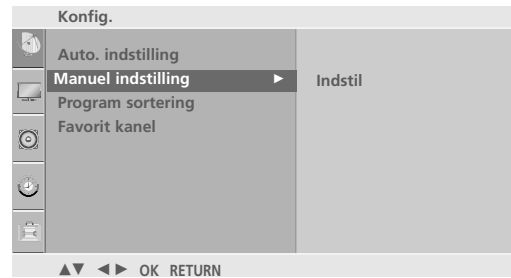 Konfig.
Auto. indstilling
Manuel indstilling ► Indstil
Program sortering
Favorit kanel
▲▼ ◄► OK RETURN